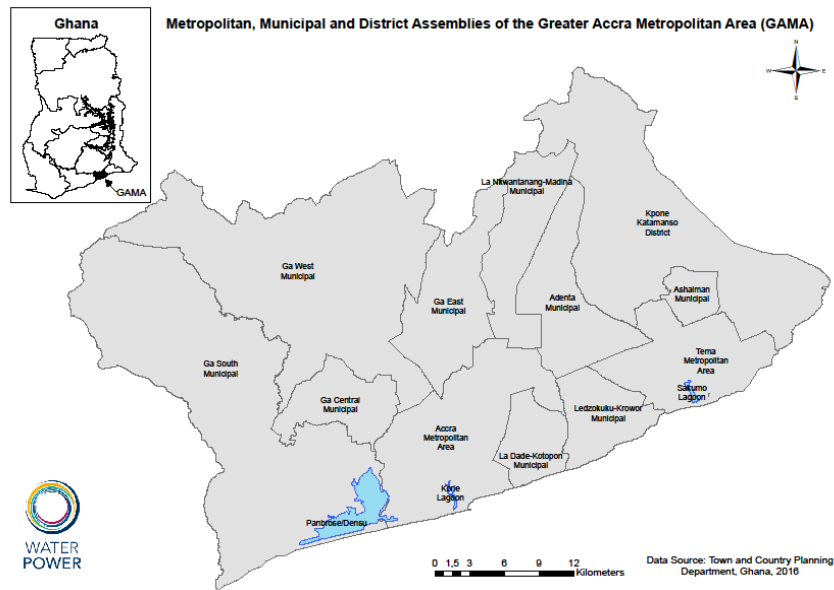 Ghana
Metropolitan, Municipal and District Assemblies of the Greater Accra Metropolitan Area (GAMA)
N
W
E
S
GAMA
La Nkwantanang-Madina
Municipal
Kpone
Katamanso
District
Ga West
Municipal
Ga East
Municipal
Adenta
Municipal
Ashaiman
Municipal
Ga South
Municipal
Tema
Metropolitan
Area
Sakumo
Lagoon
Ga Central
Municipal
Ledzokuku-Krowor
Municipal
Accra
Metropolitan
Area
La Dade-Kotopon
Municipal
Korle
Lagoon
Panbrose/Densu
WATER
POWER
0 1,5 3 6 9 12
Kilometers
Data Source: Town and Country Planning
Department, Ghana, 2016